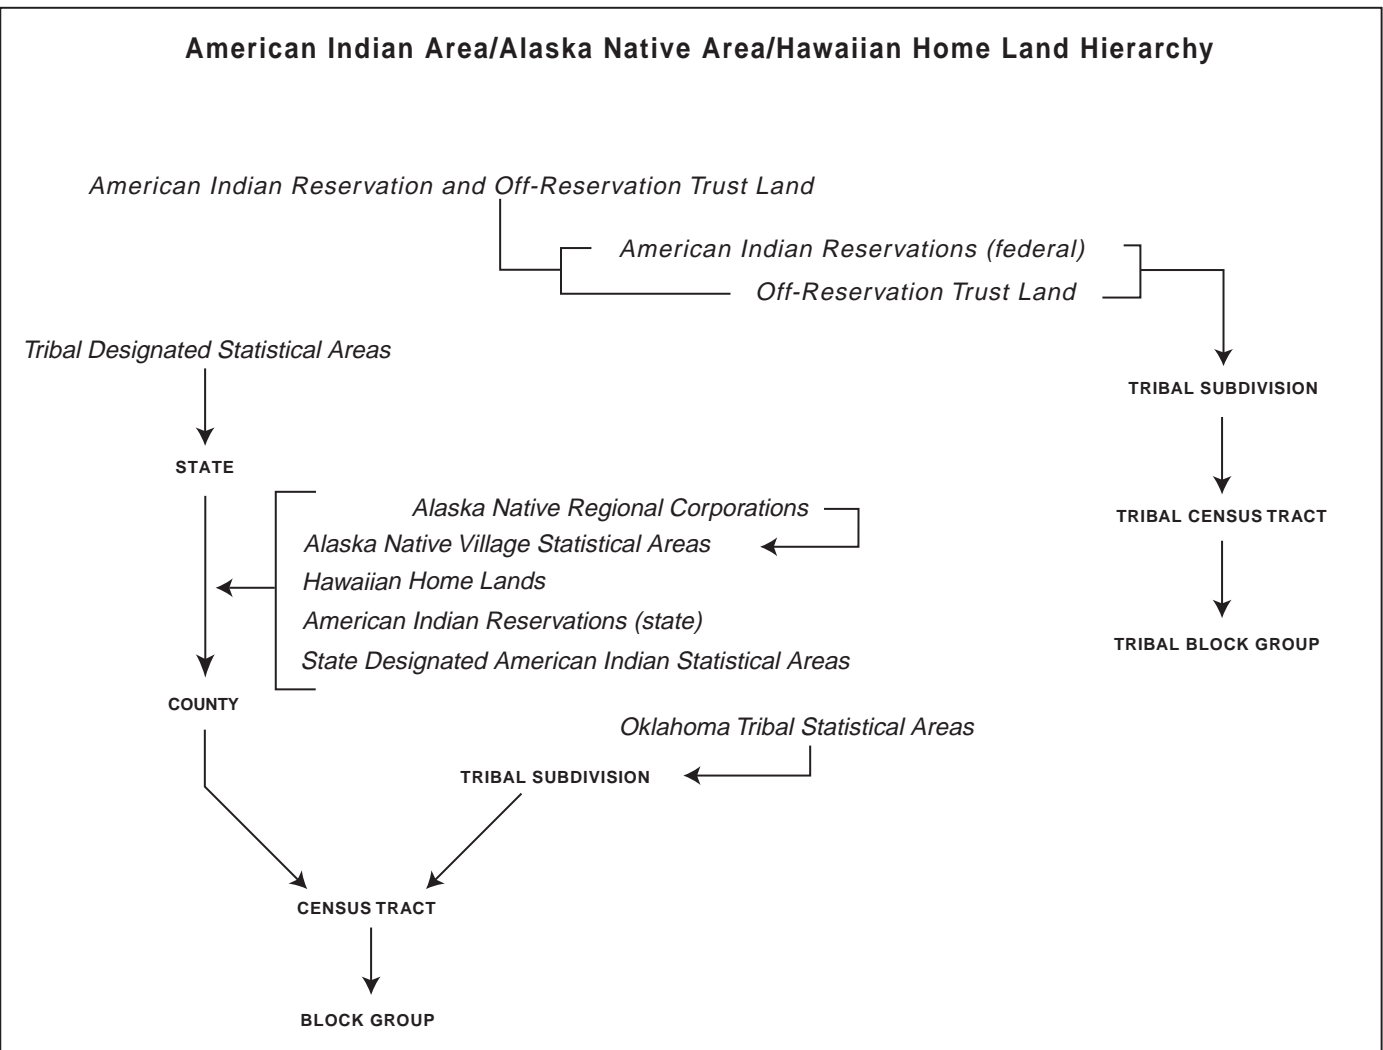 American Indian Area/Alaska Native Area/Hawaiian Home Land Hierarchy
American Indian Reservation and Off-Reservation Trust Land
American Indian Reservations (federal)
Off-Reservation Trust Land
Tribal Designated Statistical Areas
TRIBAL SUBDIVISION
STATE
Alaska Native Regional Corporations
TRIBAL CENSUS TRACT
Alaska Native Village Statistical Areas
Hawaiian Home Lands
American Indian Reservations (state)
TRIBAL BLOCK GROUP
State Designated American Indian Statistical Areas
COUNTY
Oklahoma Tribal Statistical Areas
TRIBAL SUBDIVISION
CENSUS TRACT
BLOCK GROUP